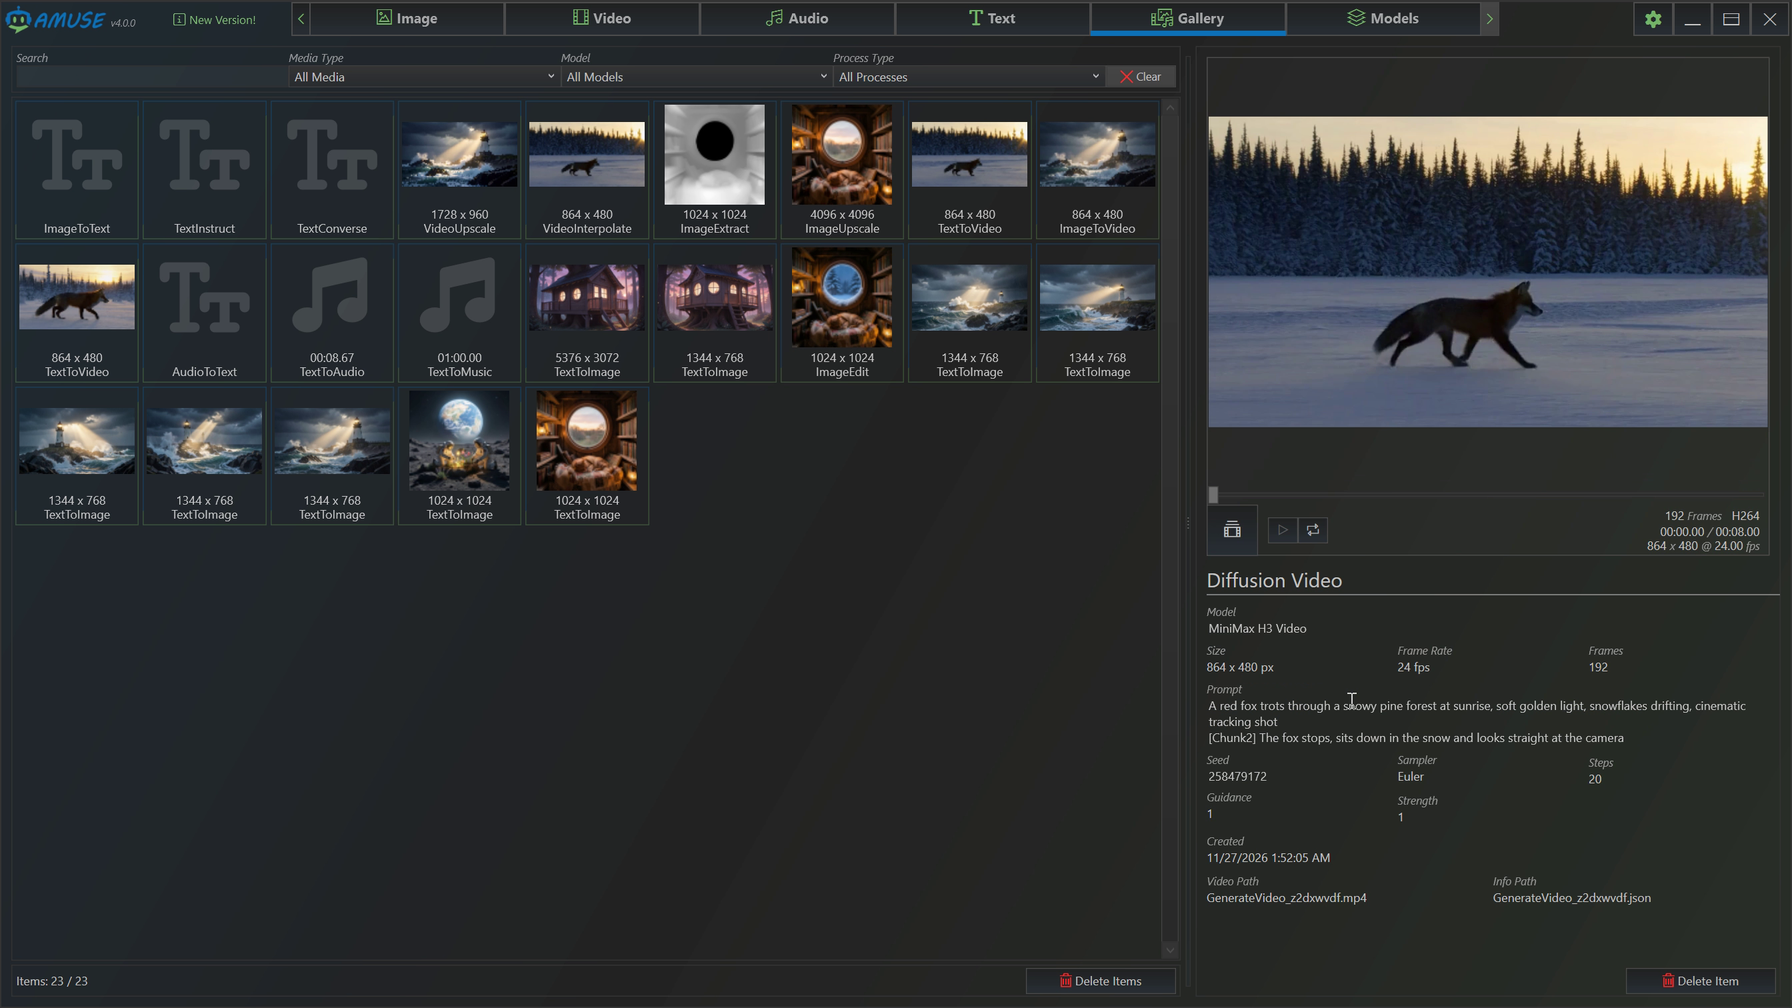 AMUSE v4.0.0
New Version!
Image
Video
Audio
Text
Gallery
Models
Search
Media Type
Model
Process Type
All Media
All Models
All Processes
Clear
ImageToText
TextInstruct
TextConverse
1728 x 960
VideoUpscale
864 x 480
VideoInterpolate
1024 x 1024
ImageExtract
4096 x 4096
ImageUpscale
864 x 480
TextToVideo
864 x 480
ImageToVideo
864 x 480
TextToVideo
AudioToText
00:08.67
TextToAudio
01:00.00
TextToMusic
5376 x 3072
TextToImage
1344 x 768
TextToImage
1024 x 1024
ImageEdit
1344 x 768
TextToImage
1344 x 768
TextToImage
1344 x 768
TextToImage
1344 x 768
TextToImage
1344 x 768
TextToImage
1024 x 1024
TextToImage
1024 x 1024
TextToImage
Items: 23 / 23
Delete Items
192 Frames H264
00:00.00 / 00:08.00
864 x 480 @ 24.00 fps
Diffusion Video
Model
MiniMax H3 Video
Size
Frame Rate
Frames
864 x 480 px
24 fps
192
Prompt
A red fox trots through a snowy pine forest at sunrise, soft golden light, snowflakes drifting, cinematic
tracking shot
[Chunk2] The fox stops, sits down in the snow and looks straight at the camera
Seed
Sampler
Steps
258479172
Euler
20
Guidance
Strength
1
1
Created
11/27/2026 1:52:05 AM
Video Path
Info Path
GenerateVideo_z2dxwvdf.mp4
GenerateVideo_z2dxwvdf.json
Delete Item